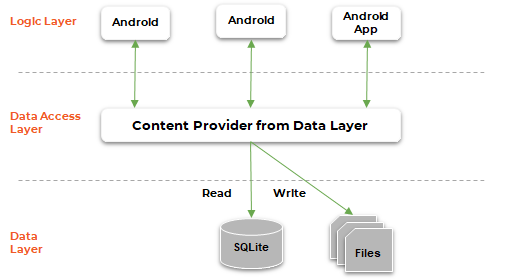 Logic Layer
Android
Android
Android
App
Data Access
Layer
Content Provider from Data Layer
Read
Write
Data
Layer
SQLite
Files